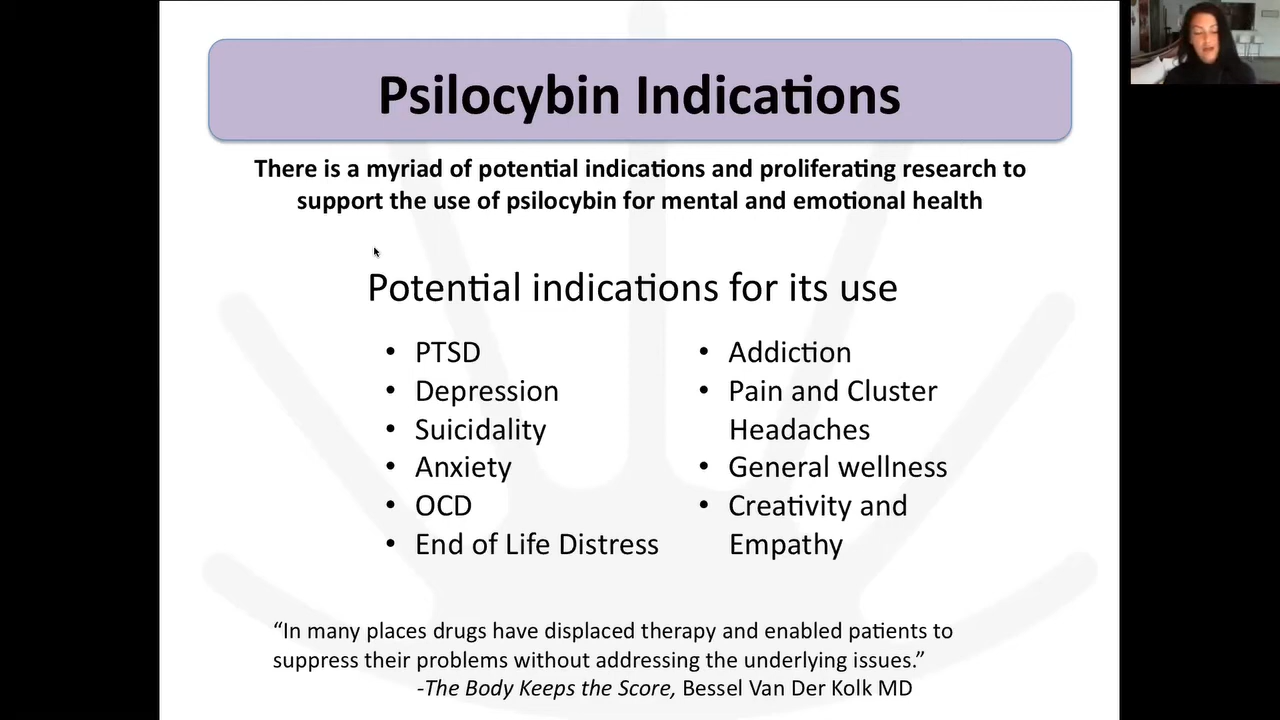 Psilocybin Indications
There is a myriad of potential indications and proliferating research to
support the use of psilocybin for mental and emotional health
Potential indications for its use
• PTSD
• Depression
• Suicidality
• Anxiety
• OCD
• End of Life Distress
• Addiction
• Pain and Cluster
Headaches
• General wellness
• Creativity and
Empathy
“In many places drugs have displaced therapy and enabled patients to
suppress their problems without addressing the underlying issues.”
-The Body Keeps the Score, Bessel Van Der Kolk MD